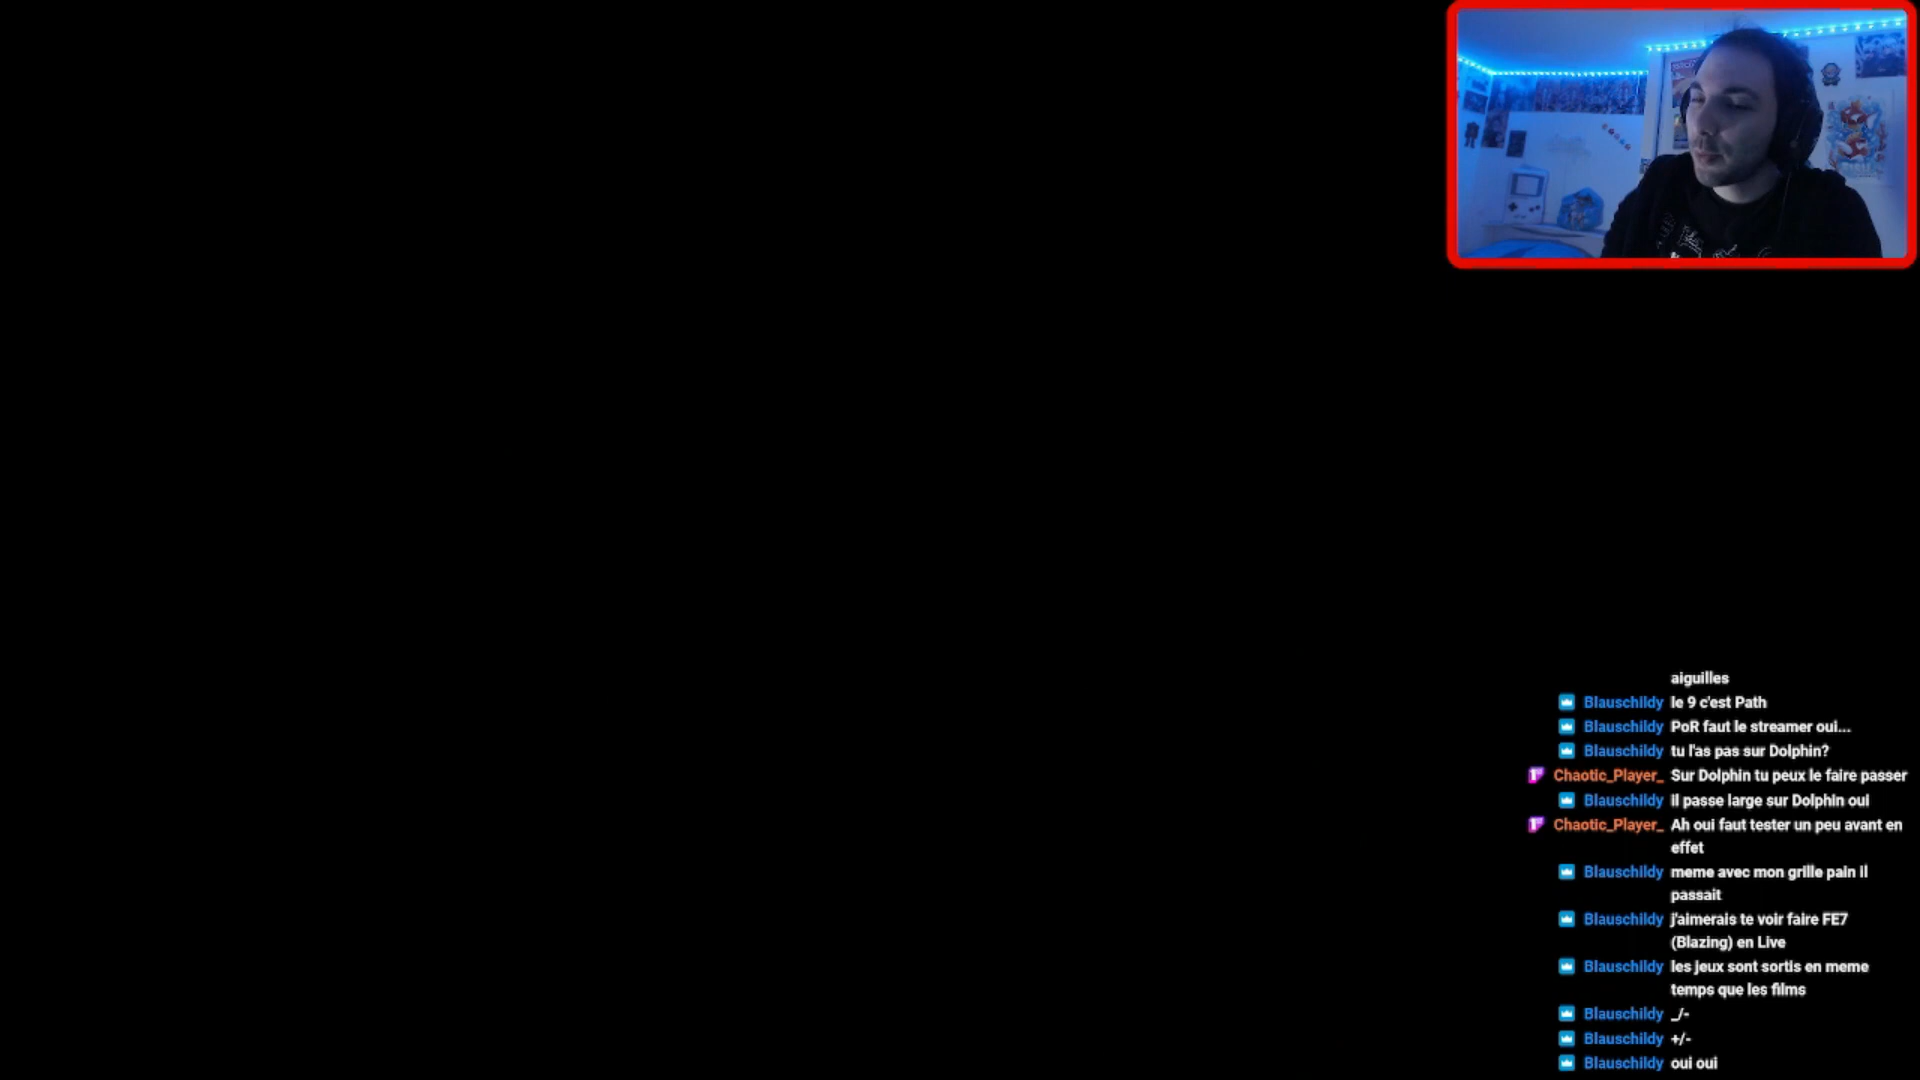 aiguilles
Blauschildy le 9 c'est Path
Blauschildy PoR faut le streamer oui...
Blauschildy tu l'as pas sur Dolphin?
Chaotic_Player_ Sur Dolphin tu peux le faire passer
Blauschildy il passe large sur Dolphin oui
Chaotic_Player_ Ah oui faut tester un peu avant en
effet
Blauschildy meme avec mon grille pain il
passait
Blauschildy j'aimerais te voir faire FE7
(Blazing) en Live
Blauschildy les jeux sont sortis en meme
temps que les films
Blauschildy _/-
Blauschildy +/-
Blauschildy oui oui